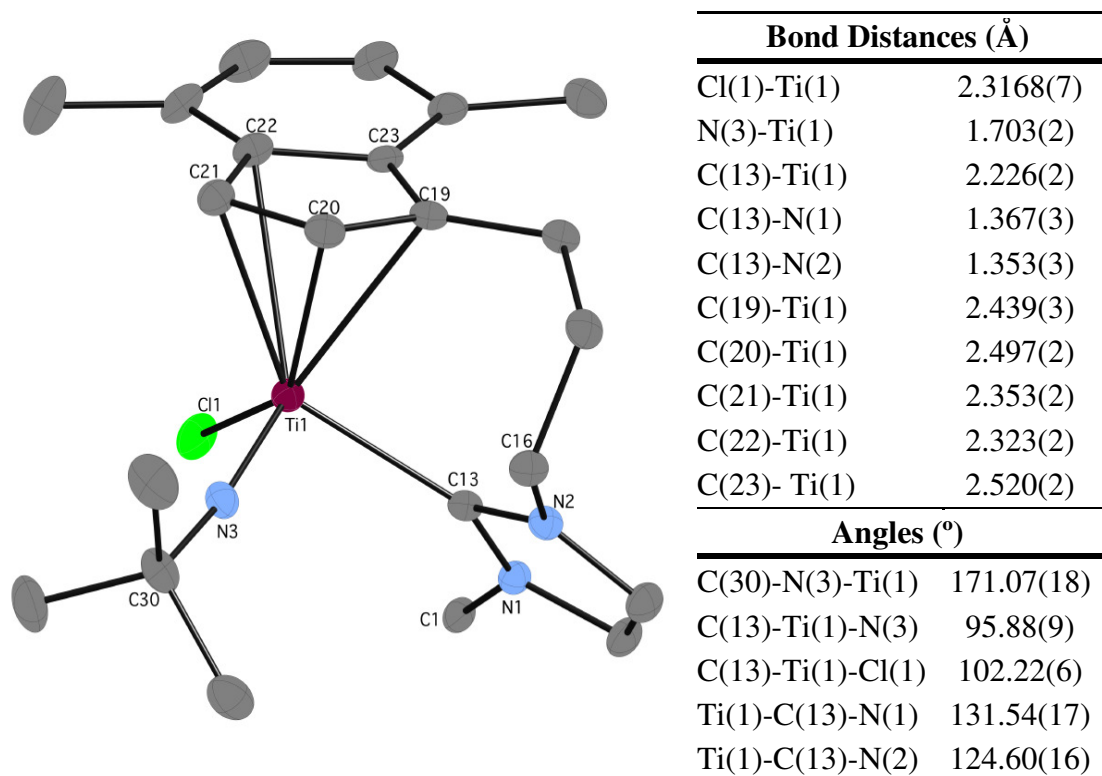 C22
C23
C21
C20
C19
Cl1
Ti1
C16
C13
N2
N3
N1
C1
C30
Bond Distances (Å)
Cl(1)-Ti(1) 2.3168(7)
N(3)-Ti(1) 1.703(2)
C(13)-Ti(1) 2.226(2)
C(13)-N(1) 1.367(3)
C(13)-N(2) 1.353(3)
C(19)-Ti(1) 2.439(3)
C(20)-Ti(1) 2.497(2)
C(21)-Ti(1) 2.353(2)
C(22)-Ti(1) 2.323(2)
C(23)- Ti(1) 2.520(2)
Angles (º)
C(30)-N(3)-Ti(1) 171.07(18)
C(13)-Ti(1)-N(3) 95.88(9)
C(13)-Ti(1)-Cl(1) 102.22(6)
Ti(1)-C(13)-N(1) 131.54(17)
Ti(1)-C(13)-N(2) 124.60(16)